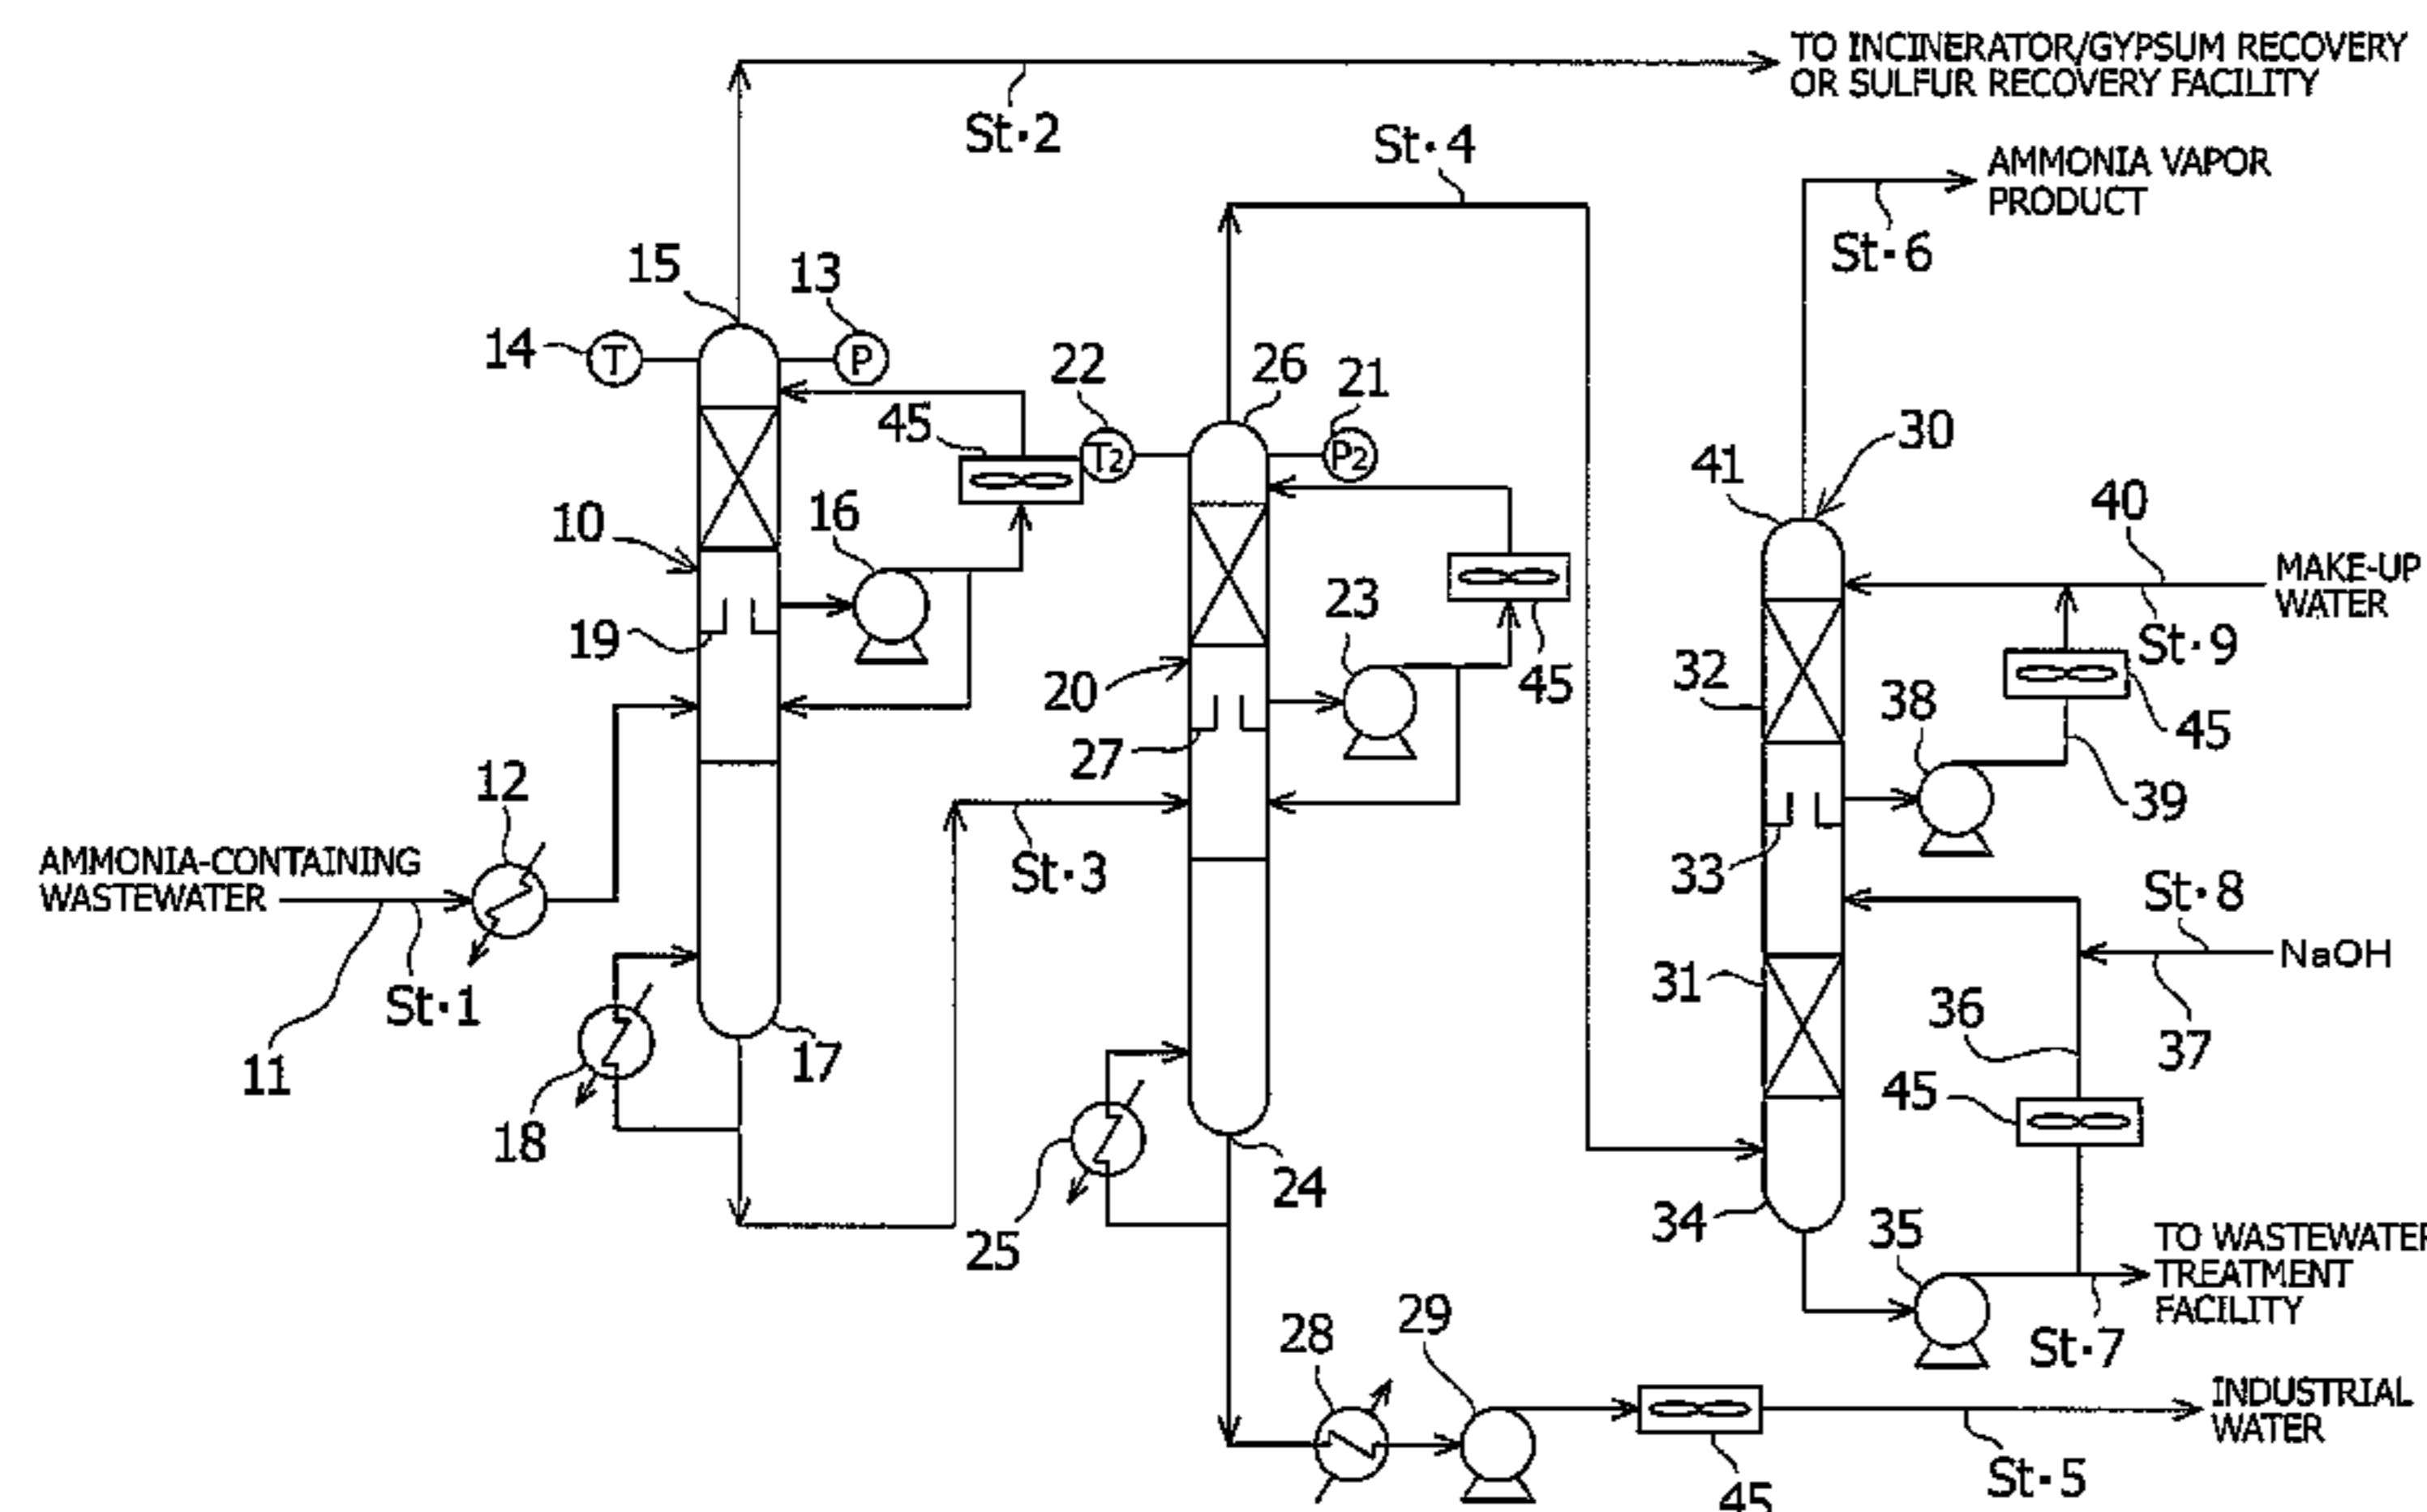 TO INCINERATOR/GYPSUM RECOVERY
OR SULFUR RECOVERY FACILITY
St·2
St·4
AMMONIA VAPOR
PRODUCT
St·6
15
13
14
T
P
22
26
21
45
T2
P2
30
41
10
16
40
MAKE-UP
WATER
19
23
St·9
20
45
32
38
45
27
12
39
AMMONIA-CONTAINING
WASTEWATER
St·3
33
St·8
NaOH
St·1
31
36
11
17
37
18
45
24
34
25
35
TO WASTEWATER
TREATMENT
FACILITY
28
29
St·7
INDUSTRIAL
WATER
45
St·5